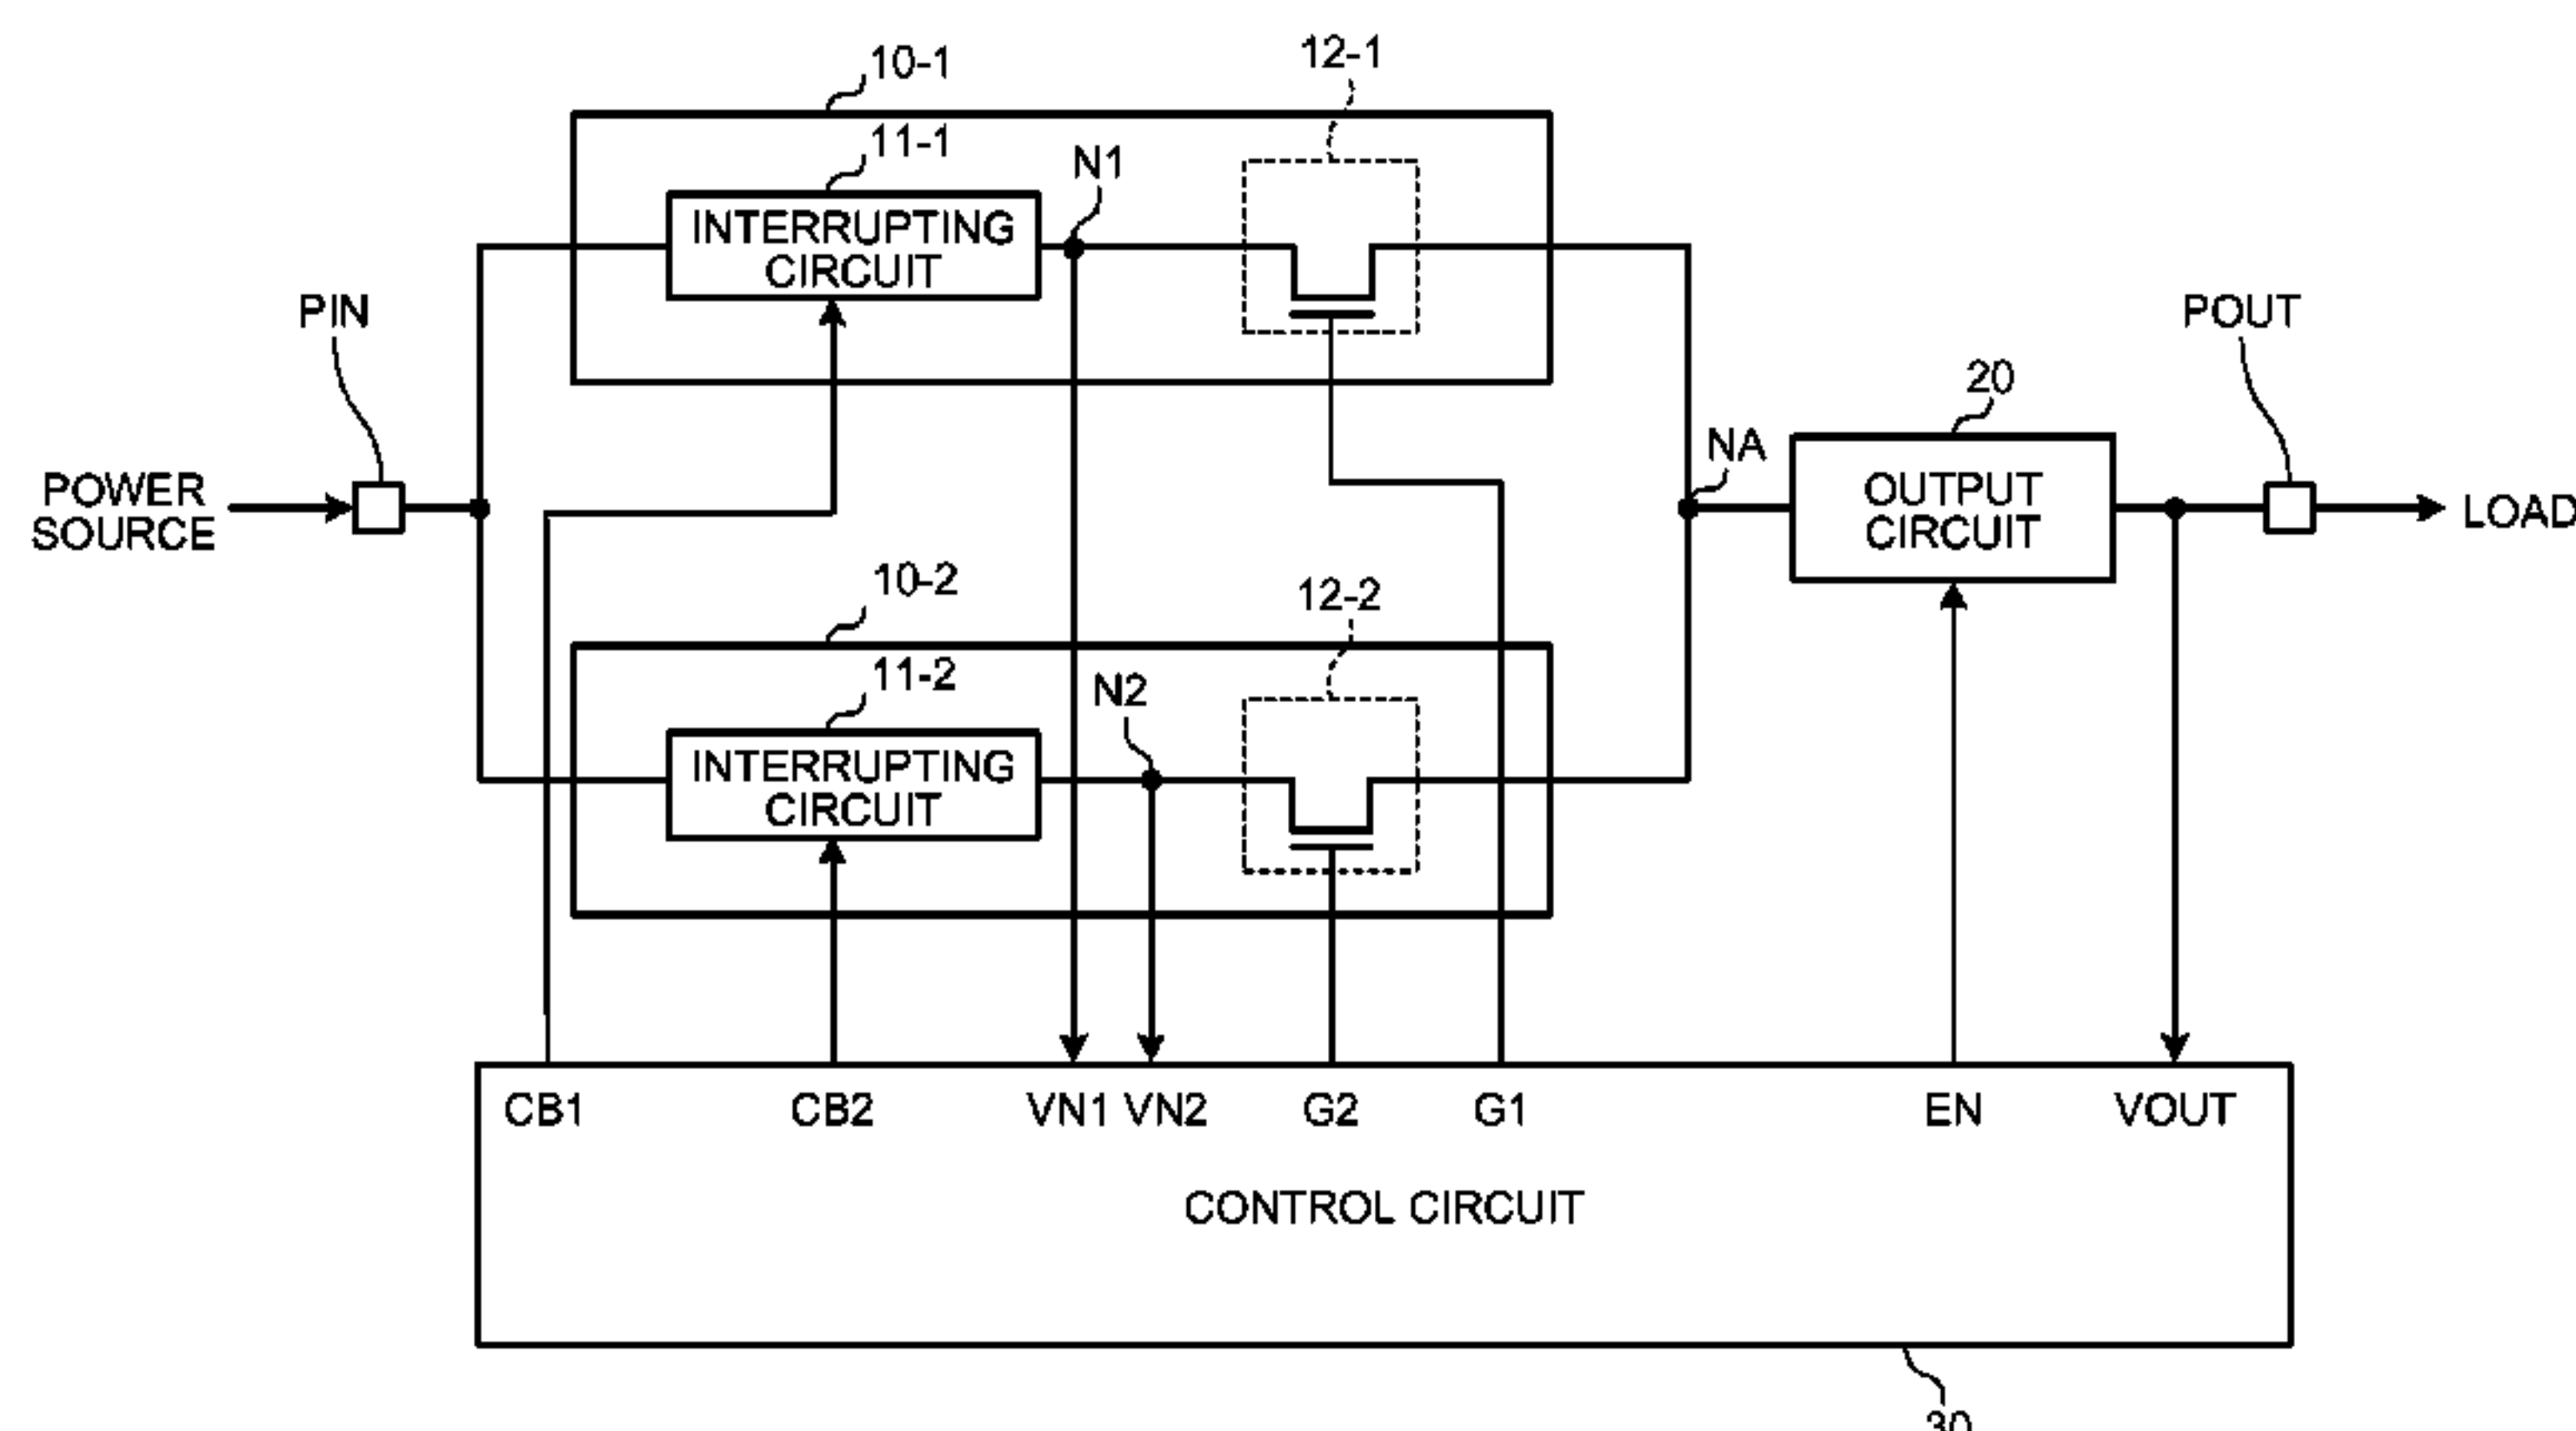 10-1
12-1
11-1
N1
INTERRUPTING
CIRCUIT
PIN
POUT
20
NA
POWER
SOURCE
OUTPUT
CIRCUIT
LOAD
10-2
12-2
11-2
N2
INTERRUPTING
CIRCUIT
CB1 CB2 VN1 VN2 G2 G1 EN VOUT
CONTROL CIRCUIT
30